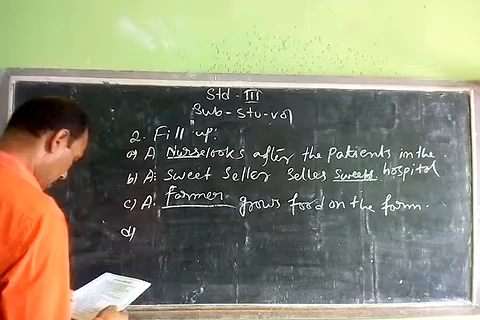 Std - III
Sub - Stu-vol
2. Fill up:
a) A Nurse looks after the patients in the
b) A sweet seller selles sweets hospital
c) A Farmer grows food on the form.
d)